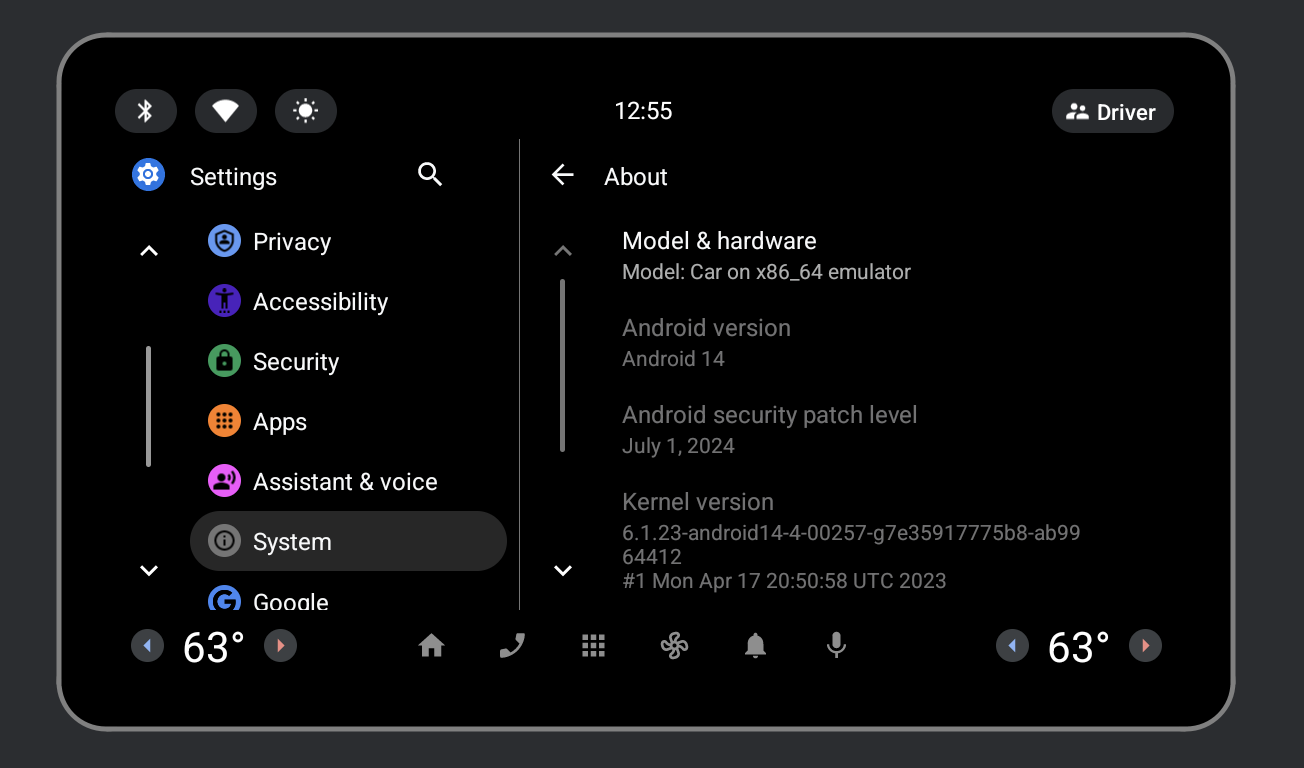 12:55
Driver
Settings
About
Privacy
Accessibility
Security
Apps
Assistant & voice
System
Google
Model & hardware
Model: Car on x86_64 emulator
Android version
Android 14
Android security patch level
July 1, 2024
Kernel version
6.1.23-android14-4-00257-g7e35917775b8-ab99
64412
#1 Mon Apr 17 20:50:58 UTC 2023
63°
63°